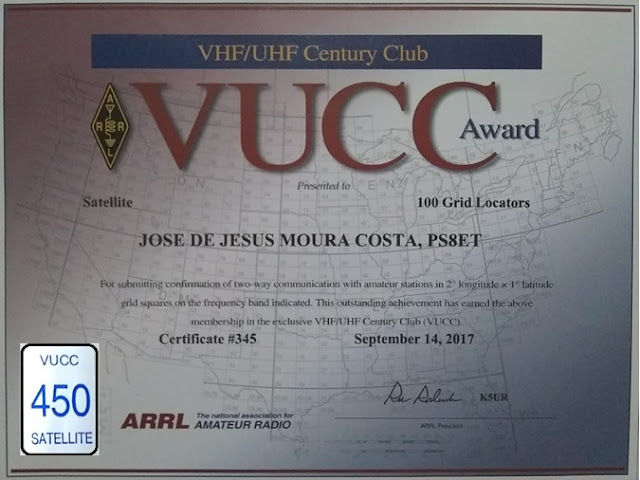 VHF/UHF Century Club
VUCC
Award
A
R R
L
Presented to
Satellite
100 Grid Locators
JOSE DE JESUS MOURA COSTA, PS8ET
For submitting confirmation of two-way communication with amateur stations in 2° longitude × 1° latitude
grid squares on the frequency band indicated. This outstanding achievement has earned the above
membership in the exclusive VHF/UHF Century Club (VUCC).
Certificate #345
September 14, 2017
VUCC
450
SATELLITE
ARRL The national association for
AMATEUR RADIO
K5UR
ARRL President